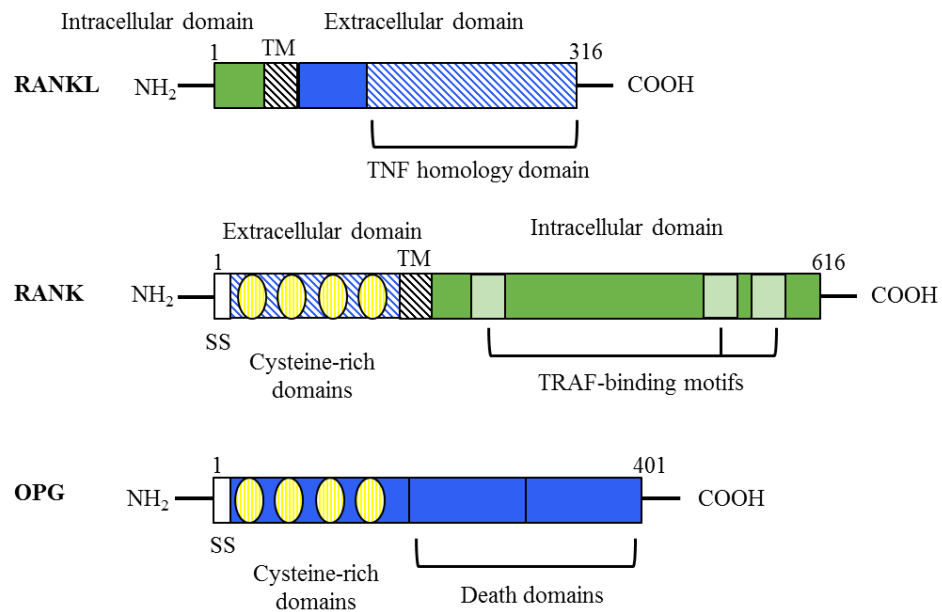 Intracellular domain Extracellular domain
1 TM 316
RANKL NH2 COOH
TNF homology domain
Extracellular domain Intracellular domain
1 TM 616
RANK NH2 COOH
SS
Cysteine-rich
domains
TRAF-binding motifs
1 401
OPG NH2 COOH
SS
Cysteine-rich
domains
Death domains